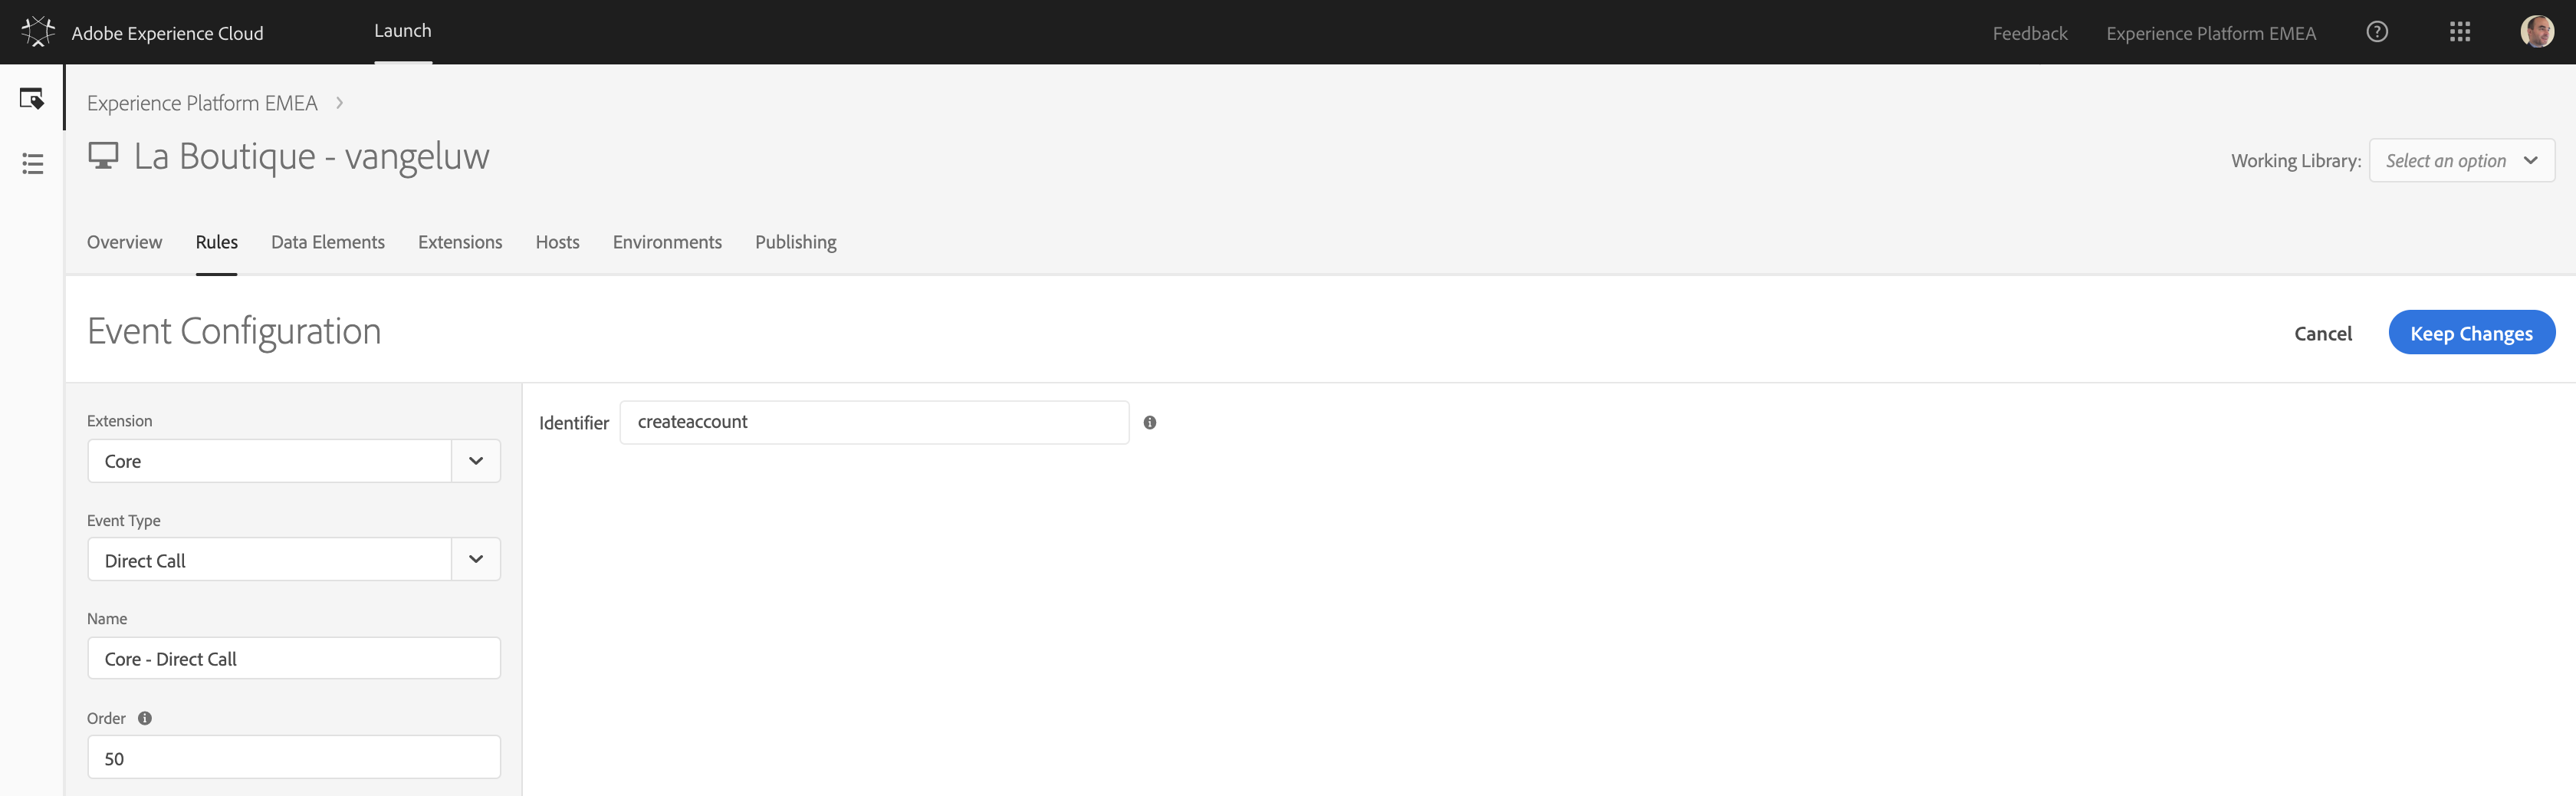 Adobe Experience Cloud
Launch
Feedback
Experience Platform EMEA
Experience Platform EMEA
La Boutique - vangeluw
Working Library:
Select an option
Overview
Rules
Data Elements
Extensions
Hosts
Environments
Publishing
Event Configuration
Cancel
Keep Changes
Extension
Core
Event Type
Direct Call
Name
Core - Direct Call
Order
50
Identifier
createaccount